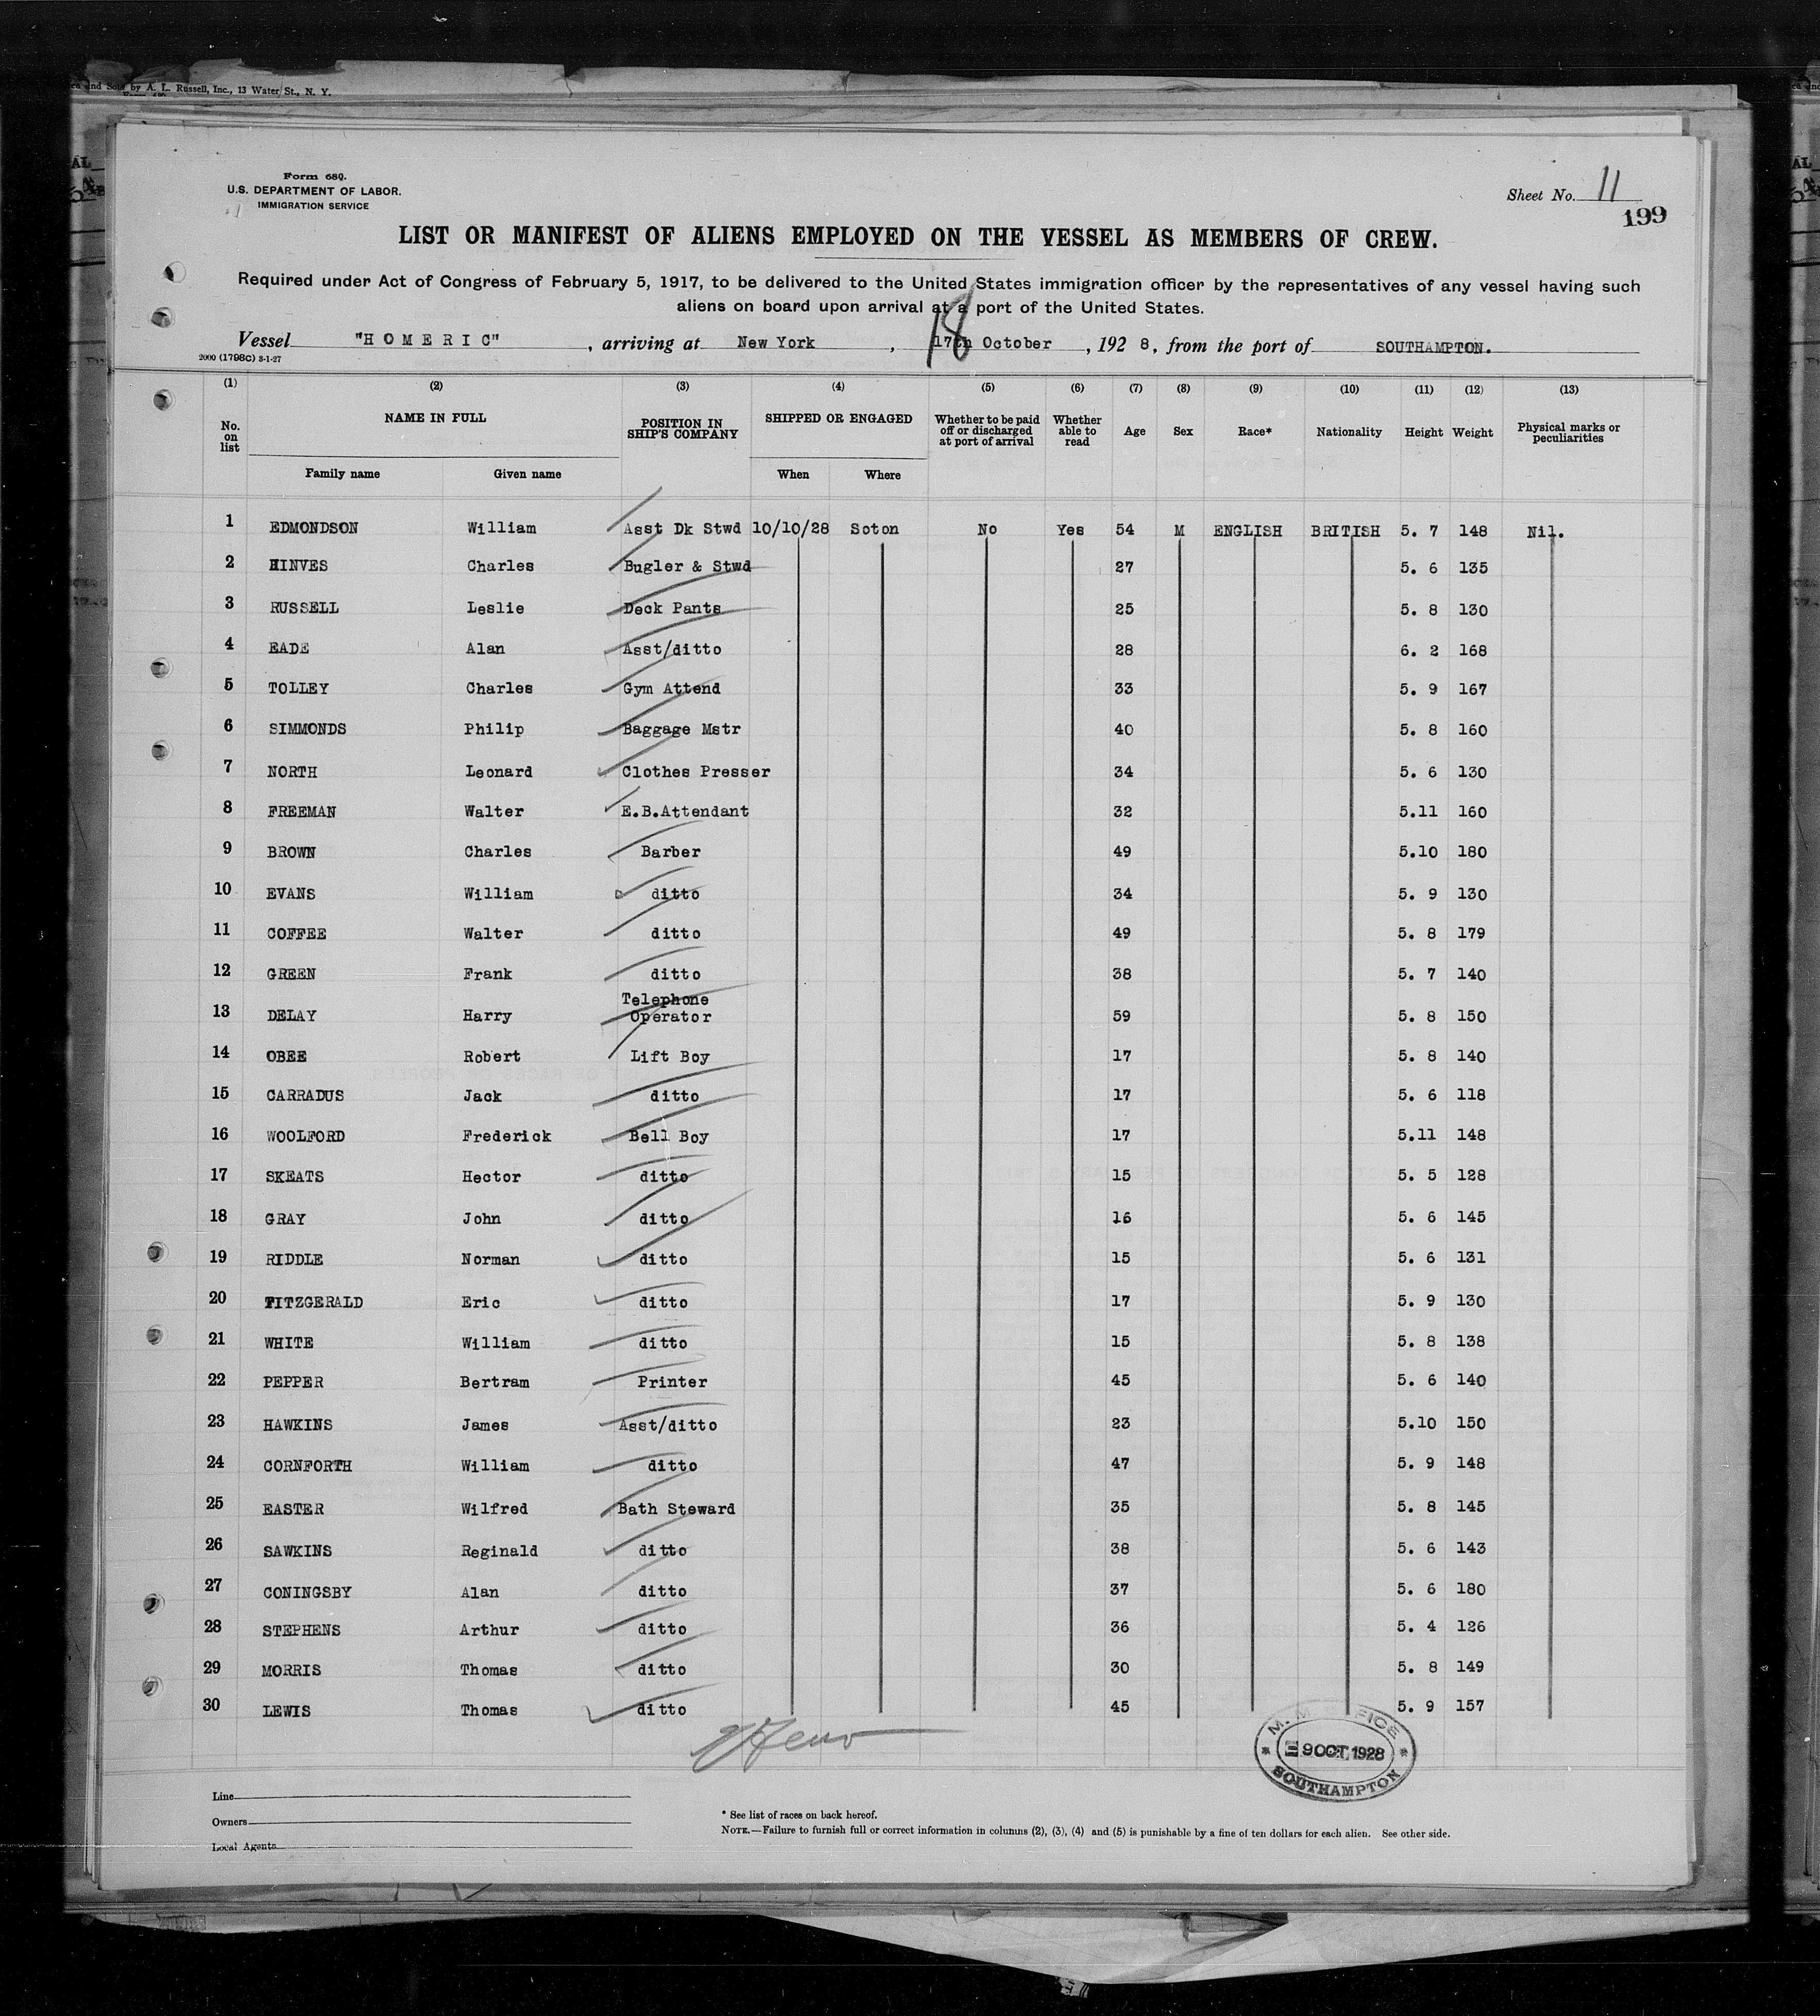 and Sold by A. L. Russell, Inc., 13 Water St., N. Y.
Form 689.
U.S. DEPARTMENT OF LABOR.
IMMIGRATION SERVICE
Sheet No. 11
199
LIST OR MANIFEST OF ALIENS EMPLOYED ON THE VESSEL AS MEMBERS OF CREW.
Required under Act of Congress of February 5, 1917, to be delivered to the United States immigration officer by the representatives of any vessel having such
aliens on board upon arrival at a port of the United States.
Vessel "HOMERIC", arriving at New York, 18 17th October, 1928, from the port of SOUTHAMPTON.
2000 (1798C) 3-1-27
(1) (2) (3) (4) (5) (6) (7) (8) (9) (10) (11) (12) (13)
No. on list NAME IN FULL POSITION IN SHIP'S COMPANY SHIPPED OR ENGAGED Whether to be paid off or discharged at port of arrival Whether able to read Age Sex Race* Nationality Height Weight Physical marks or peculiarities
Family name Given name When Where
1 EDMONDSON William Asst Dk Stwd 10/10/28 Soton No Yes 54 M ENGLISH BRITISH 5. 7 148 Nil.
2 HINVES Charles Bugler & Stwd 27 5. 6 135
3 RUSSELL Leslie Deck Pants 25 5. 8 130
4 EADE Alan Asst/ditto 28 6. 2 168
5 TOLLEY Charles Gym Attend 33 5. 9 167
6 SIMMONDS Philip Baggage Mstr 40 5. 8 160
7 NORTH Leonard Clothes Presser 34 5. 6 130
8 FREEMAN Walter E.B.Attendant 32 5.11 160
9 BROWN Charles Barber 49 5.10 180
10 EVANS William ditto 34 5. 9 130
11 COFFEE Walter ditto 49 5. 8 179
12 GREEN Frank ditto 38 5. 7 140
13 DELAY Harry Telephone Operator 59 5. 8 150
14 OBEE Robert Lift Boy 17 5. 8 140
15 CARRADUS Jack ditto 17 5. 6 118
16 WOOLFORD Frederick Bell Boy 17 5.11 148
17 SKEATS Hector ditto 15 5. 5 128
18 GRAY John ditto 16 5. 6 145
19 RIDDLE Norman ditto 15 5. 6 131
20 FITZGERALD Eric ditto 17 5. 9 130
21 WHITE William ditto 15 5. 8 138
22 PEPPER Bertram Printer 45 5. 6 140
23 HAWKINS James Asst/ditto 23 5.10 150
24 CORNFORTH William ditto 47 5. 9 148
25 EASTER Wilfred Bath Steward 35 5. 8 145
26 SAWKINS Reginald ditto 38 5. 6 143
27 CONINGSBY Alan ditto 37 5. 6 180
28 STEPHENS Arthur ditto 36 5. 4 126
29 MORRIS Thomas ditto 30 5. 8 149
30 LEWIS Thomas ditto 45 5. 9 157
9 OCT 1928
SOUTHAMPTON
Line
Owners
Local Agents
* See list of races on back hereof.
NOTE.—Failure to furnish full or correct information in columns (2), (3), (4) and (5) is punishable by a fine of ten dollars for each alien. See other side.